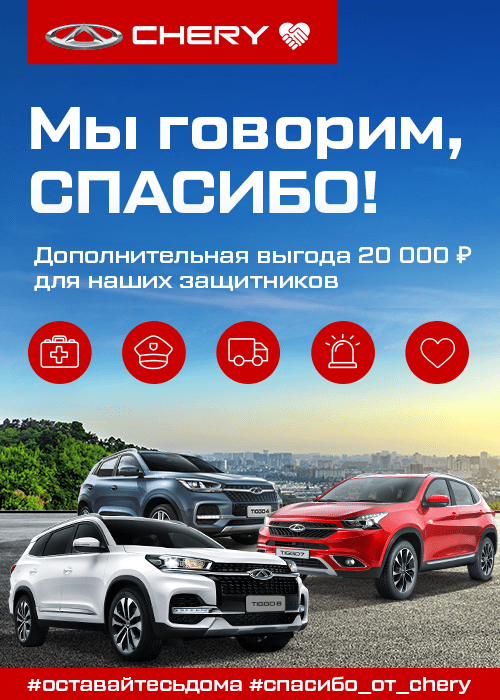 CHERY
Мы говорим,
СПАСИБО!
Дополнительная выгода 20 000 ₽
для наших защитников
TIGGO 4
TIGGO 7
TIGGO 8
#оставайтесьдома #спасибо_от_chery